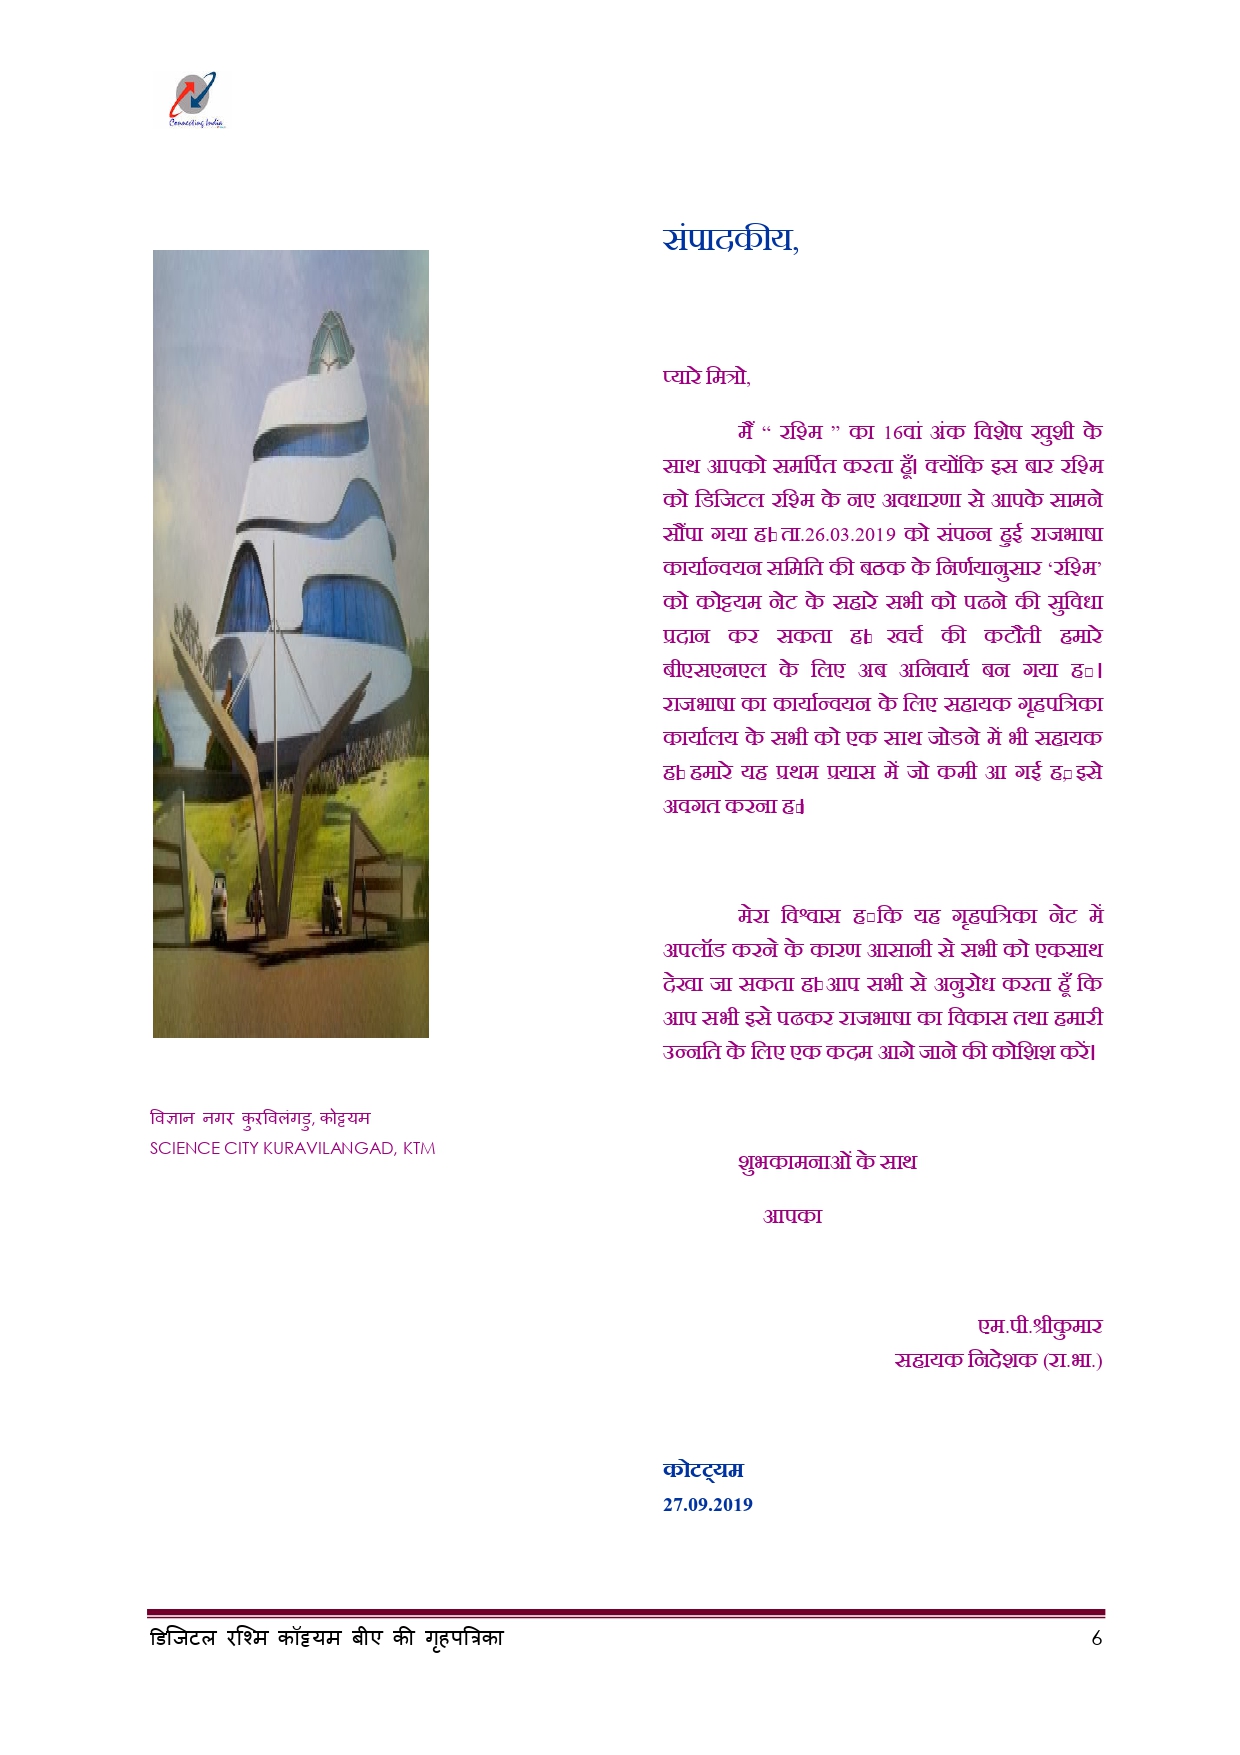 Connecting India
संपादकीय,
प्यारे मित्रो,
मैं “ रश्मि ” का 16वां अंक विशेष खुशी के
साथ आपको समर्पित करता हूँ। क्योंकि इस बार रश्मि
को डिजिटल रश्मि के नए अवधारणा से आपके सामने
सौंपा गया ह□। ता.26.03.2019 को संपन्न हुई राजभाषा
कार्यान्वयन समिति की बठक के निर्णयानुसार ‘रश्मि’
को कोट्टयम नेट के सहारे सभी को पढने की सुविधा
प्रदान कर सकता ह□। खर्च की कटौती हमारे
बीएसएनएल के लिए अब अनिवार्य बन गया ह□।
राजभाषा का कार्यान्वयन के लिए सहायक गृहपत्रिका
कार्यालय के सभी को एक साथ जोडने में भी सहायक
ह□। हमारे यह प्रथम प्रयास में जो कमी आ गई ह□, इसे
अवगत करना ह□।
मेरा विश्वास ह□ कि यह गृहपत्रिका नेट में
अपलॉड करने के कारण आसानी से सभी को एकसाथ
देखा जा सकता ह□। आप सभी से अनुरोध करता हूँ कि
आप सभी इसे पढकर राजभाषा का विकास तथा हमारी
उन्नति के लिए एक कदम आगे जाने की कोशिश करें।
शुभकामनाओं के साथ
आपका
एम.पी.श्रीकुमार
सहायक निदेशक (रा.भा.)
कोटट्यम
27.09.2019
विज्ञान नगर कुरविलंगडु, कोट्टयम
SCIENCE CITY KURAVILANGAD, KTM
डिजिटल रश्मि कॉट्टयम बीए की गृहपत्रिका 6